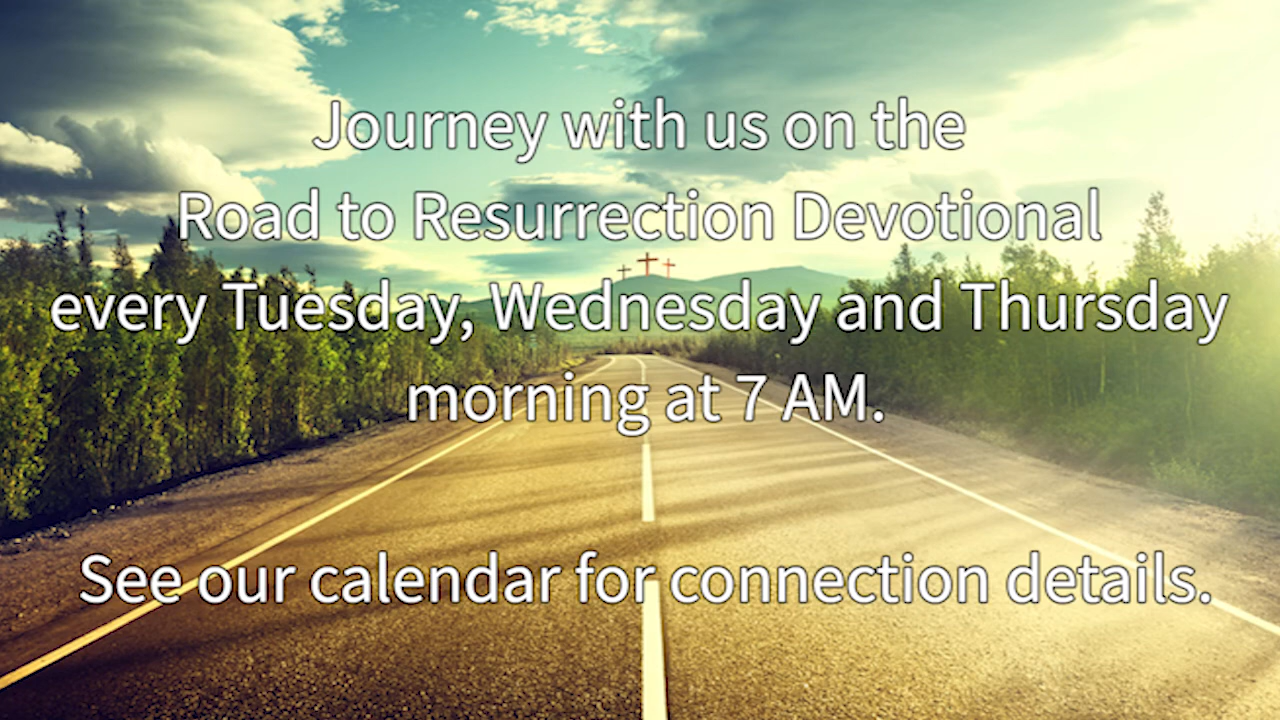 Journey with us on the
Road to Resurrection Devotional
every Tuesday, Wednesday and Thursday
morning at 7 AM.
See our calendar for connection details.